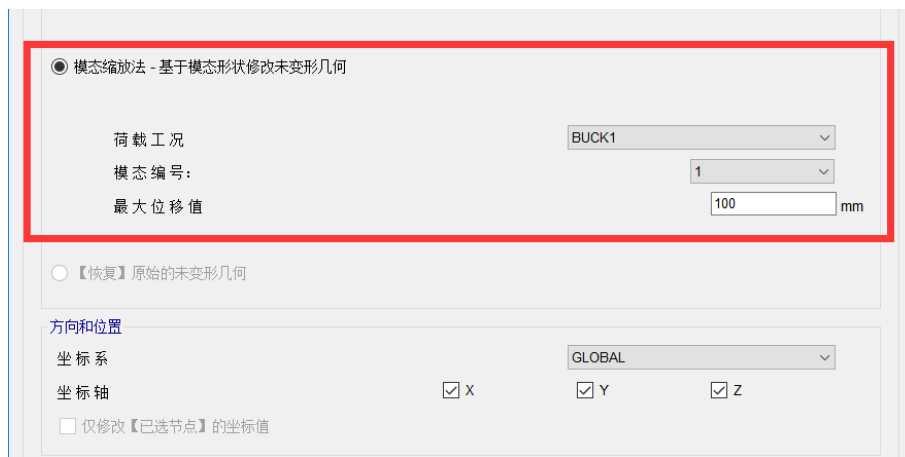 模态缩放法 - 基于模态形状修改未变形几何
荷载工况 BUCK1
模态编号: 1
最大位移值 100 mm
【恢复】原始的未变形几何
方向和位置
坐标系 GLOBAL
坐标轴 X Y Z
仅修改【已选节点】的坐标值